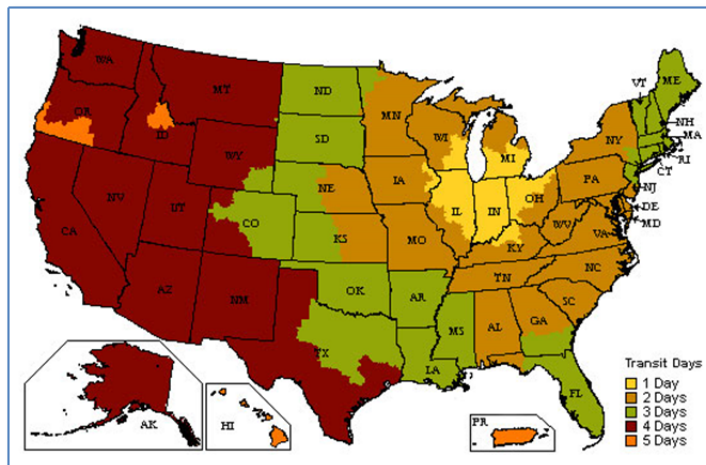 WA
MT
ND
MN
VT
ME
OR
ID
SD
WI
MI
NY
NH
MA
WY
RI
CT
NE
IA
PA
NJ
NV
UT
CO
IL
IN
OH
DE
MD
CA
KS
MO
KY
WV
VA
AZ
NM
OK
AR
TN
NC
SC
MS
AL
GA
TX
LA
FL
AK
HI
PR
Transit Days
1 Day
2 Days
3 Days
4 Days
5 Days